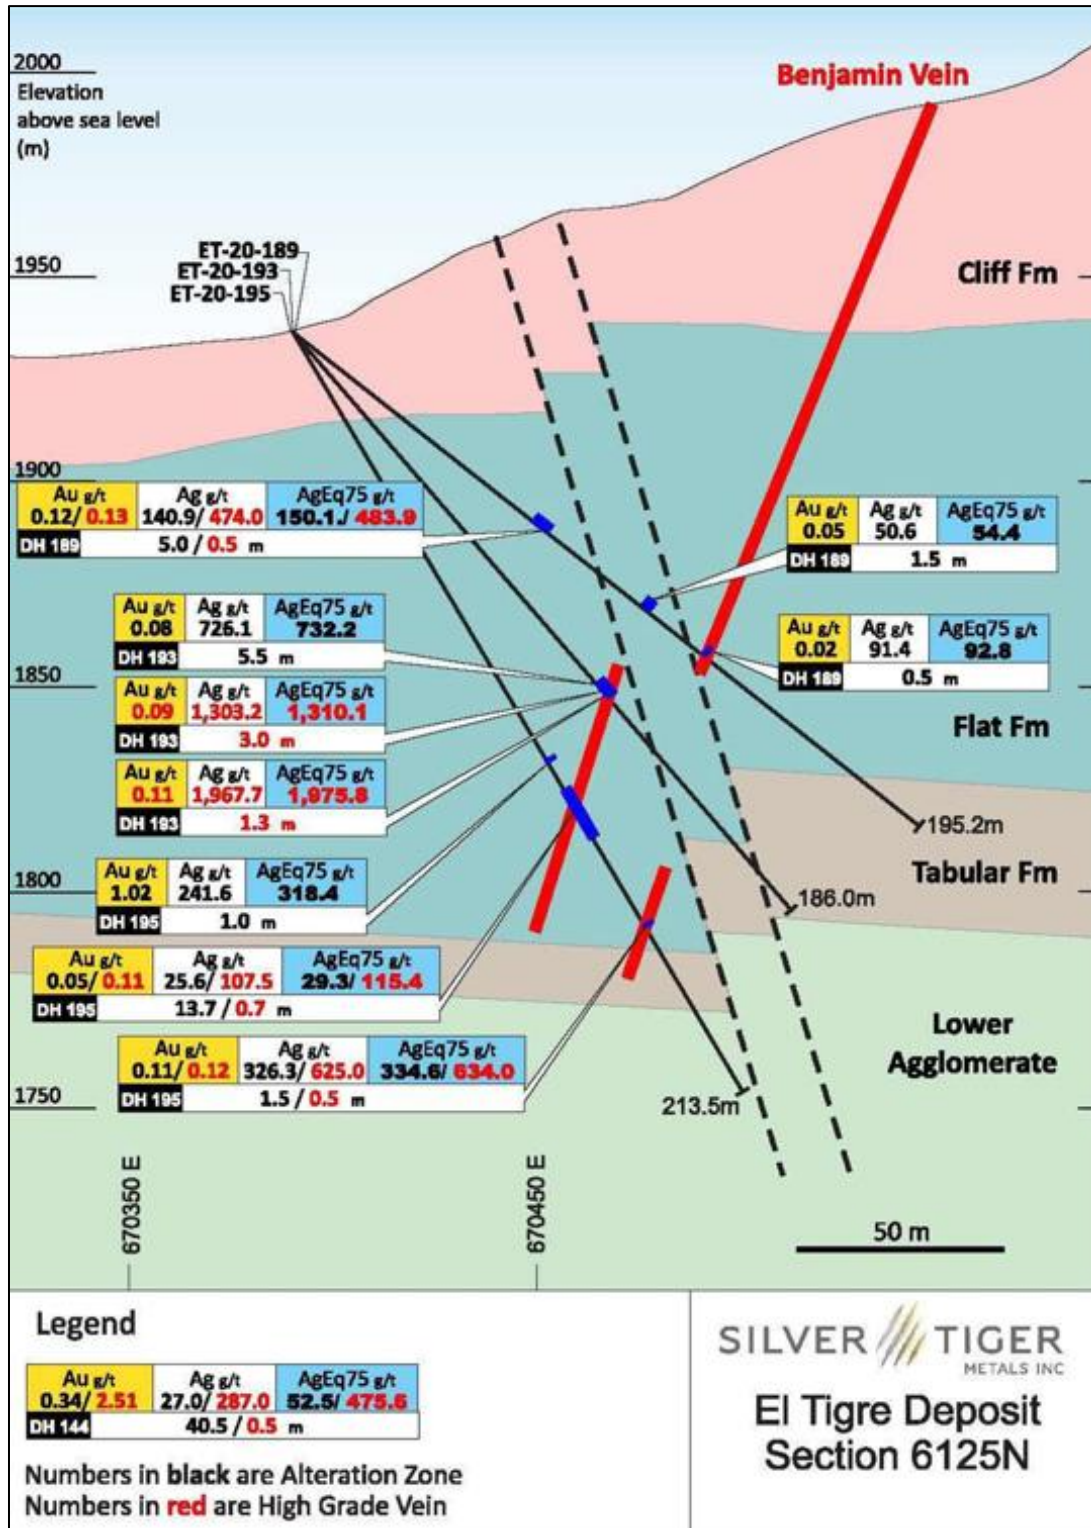 2000
Elevation
above sea level
(m)
Benjamin Vein
1950
ET-20-189
ET-20-193
ET-20-195
Cliff Fm
1900
Au g/t Ag g/t AgEq75 g/t
0.12/ 0.13 140.9/ 474.0 150.1./ 483.9
DH 189 5.0 / 0.5 m
Au g/t Ag g/t AgEq75 g/t
0.05 50.6 54.4
DH 189 1.5 m
Au g/t Ag g/t AgEq75 g/t
0.08 726.1 732.2
DH 193 5.5 m
Au g/t Ag g/t AgEq75 g/t
0.02 91.4 92.8
DH 189 0.5 m
1850
Au g/t Ag g/t AgEq75 g/t
0.09 1,303.2 1,310.1
DH 193 3.0 m
Flat Fm
Au g/t Ag g/t AgEq75 g/t
0.11 1,967.7 1,975.8
DH 193 1.3 m
195.2m
1800
Au g/t Ag g/t AgEq75 g/t
1.02 241.6 318.4
DH 195 1.0 m
Tabular Fm
186.0m
Au g/t Ag g/t AgEq75 g/t
0.05/ 0.11 25.6/ 107.5 29.3/ 115.4
DH 195 13.7 / 0.7 m
Lower
Agglomerate
Au g/t Ag g/t AgEq75 g/t
0.11/ 0.12 326.3/ 625.0 334.6/ 634.0
DH 195 1.5 / 0.5 m
1750
213.5m
670350 E
670450 E
50 m
Legend
Au g/t Ag g/t AgEq75 g/t
0.34/ 2.51 27.0/ 287.0 52.5/ 475.6
DH 144 40.5 / 0.5 m
Numbers in black are Alteration Zone
Numbers in red are High Grade Vein
SILVER TIGER
METALS INC
El Tigre Deposit
Section 6125N